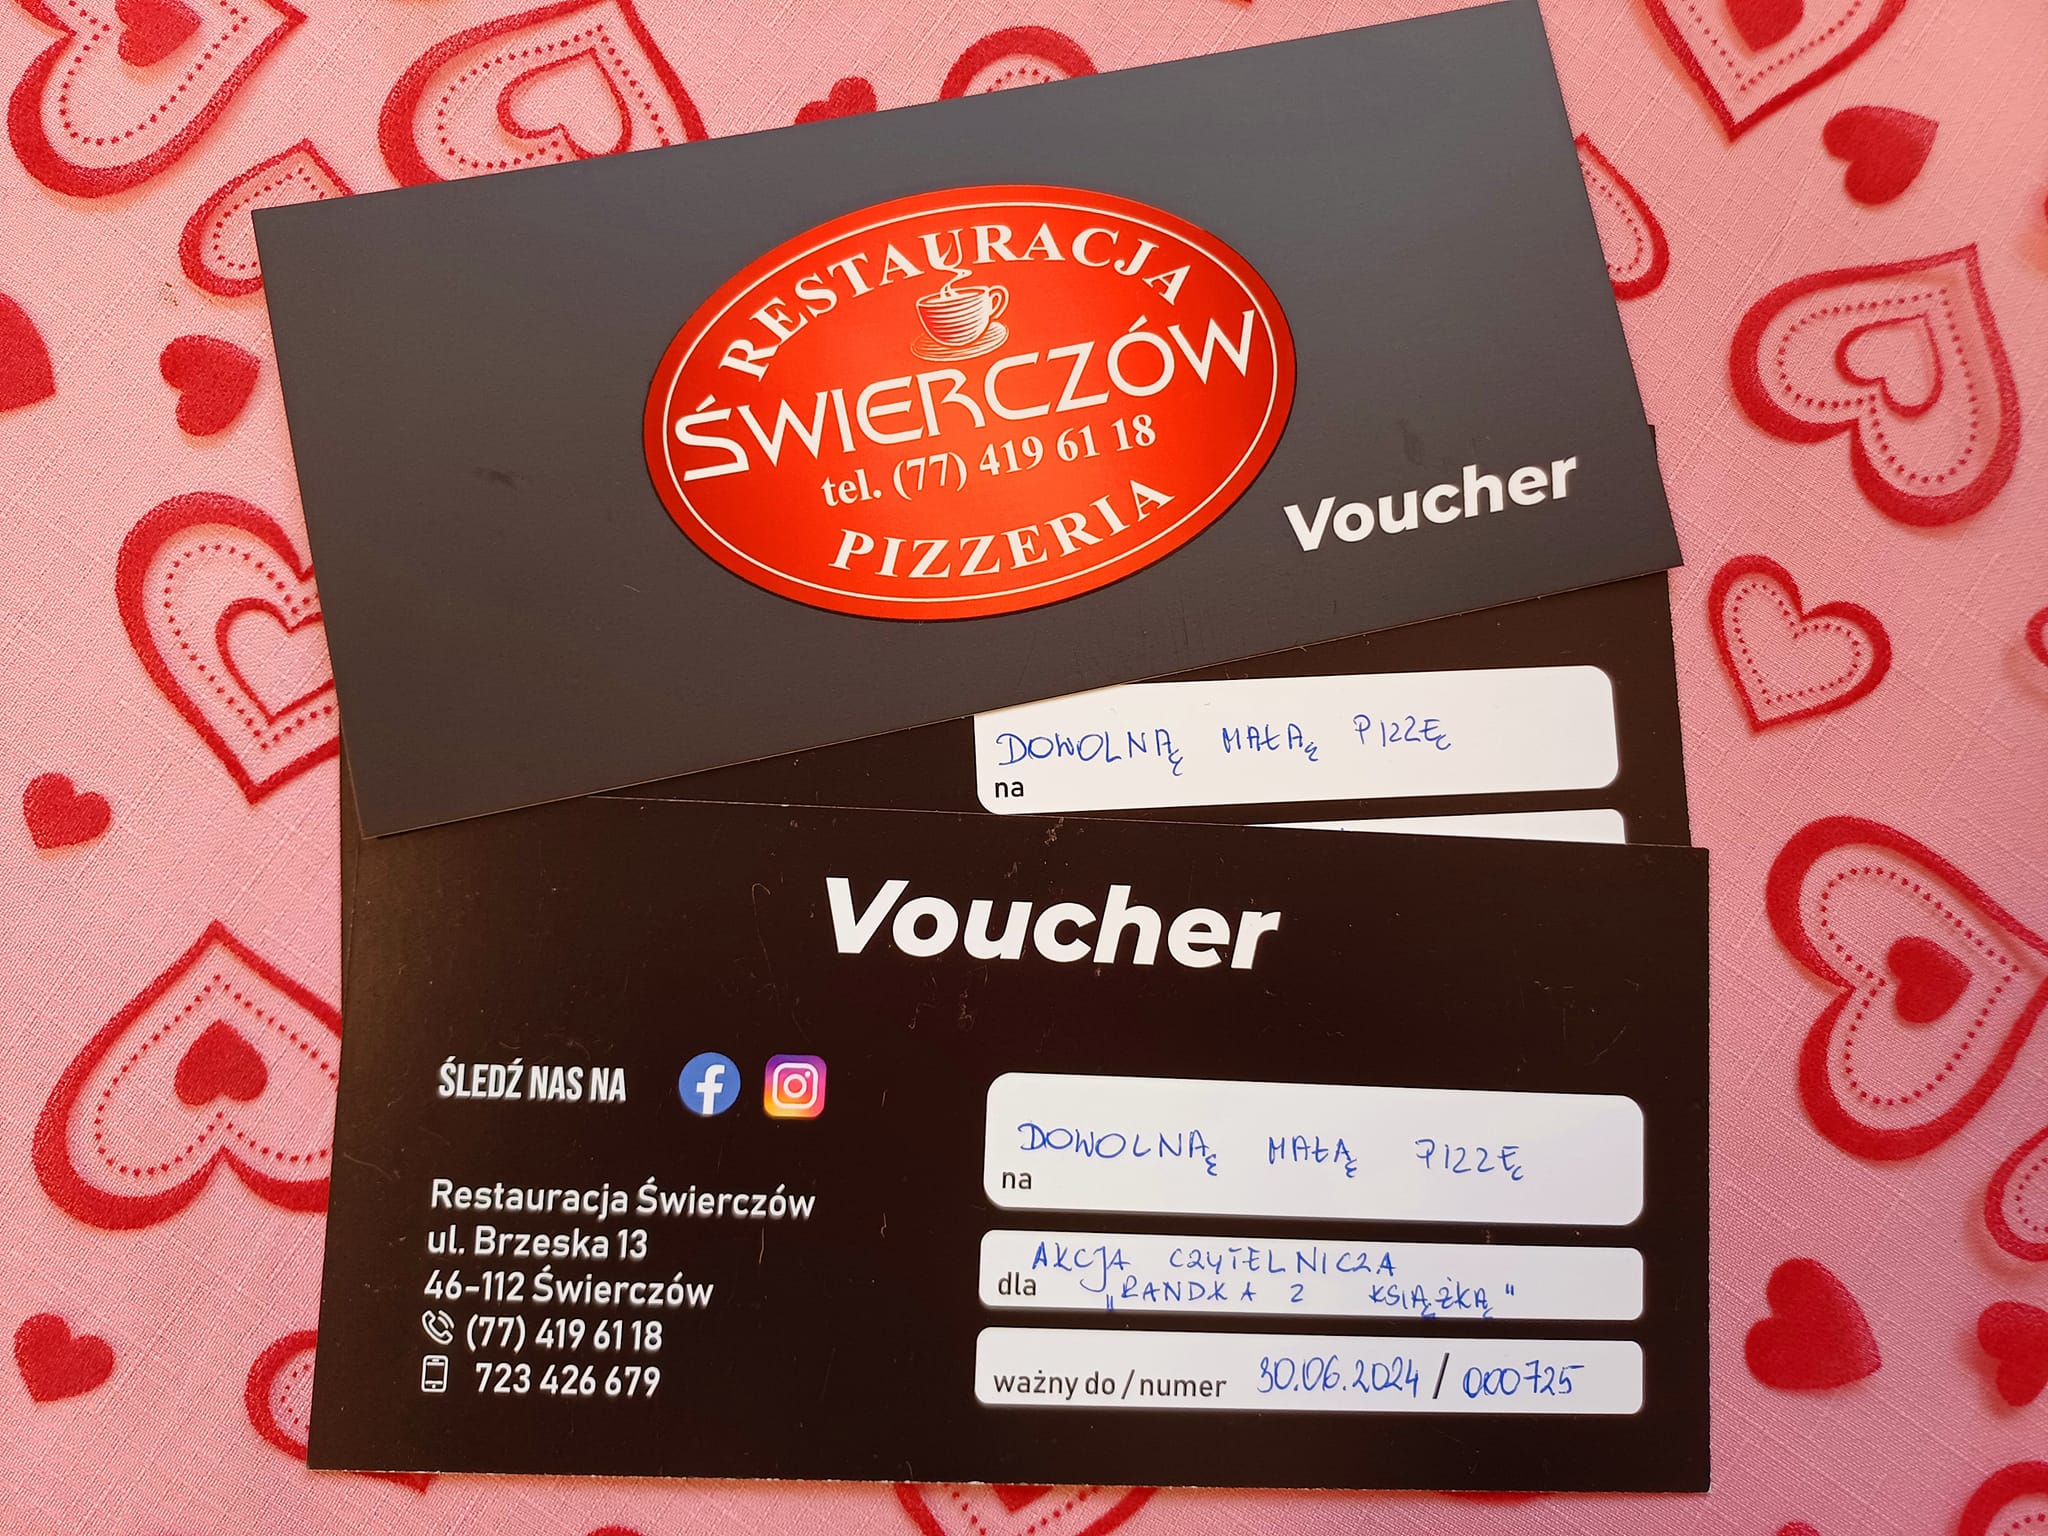 RESTAURACJA
ŚWIERCZÓW
tel. (77) 419 61 18
PIZZERIA
Voucher
DOWOLNĄ MAŁĄ PIZZĘ
na
Voucher
ŚLEDŹ NAS NA
DOWOLNĄ MAŁĄ PIZZĘ
na
Restauracja Świerczów
ul. Brzeska 13
46-112 Świerczów
(77) 419 61 18
723 426 679
AKCJA CZYTELNICZA
dla „RANDKA Z KSIĄŻKĄ"
ważny do / numer 30.06.2024 / 000725